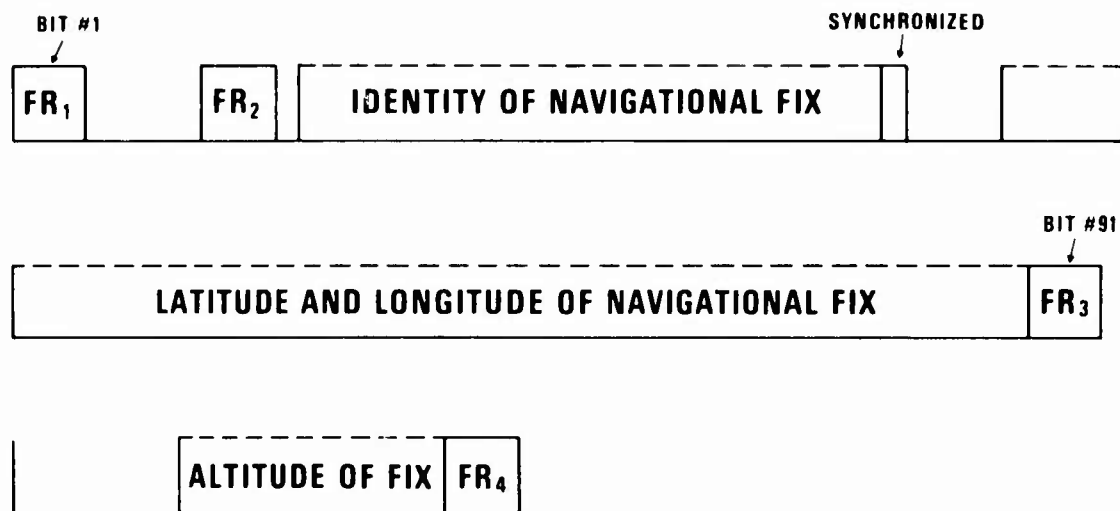 BIT #1
SYNCHRONIZED
FR₁ FR₂ IDENTITY OF NAVIGATIONAL FIX
BIT #91
LATITUDE AND LONGITUDE OF NAVIGATIONAL FIX FR₃
ALTITUDE OF FIX FR₄